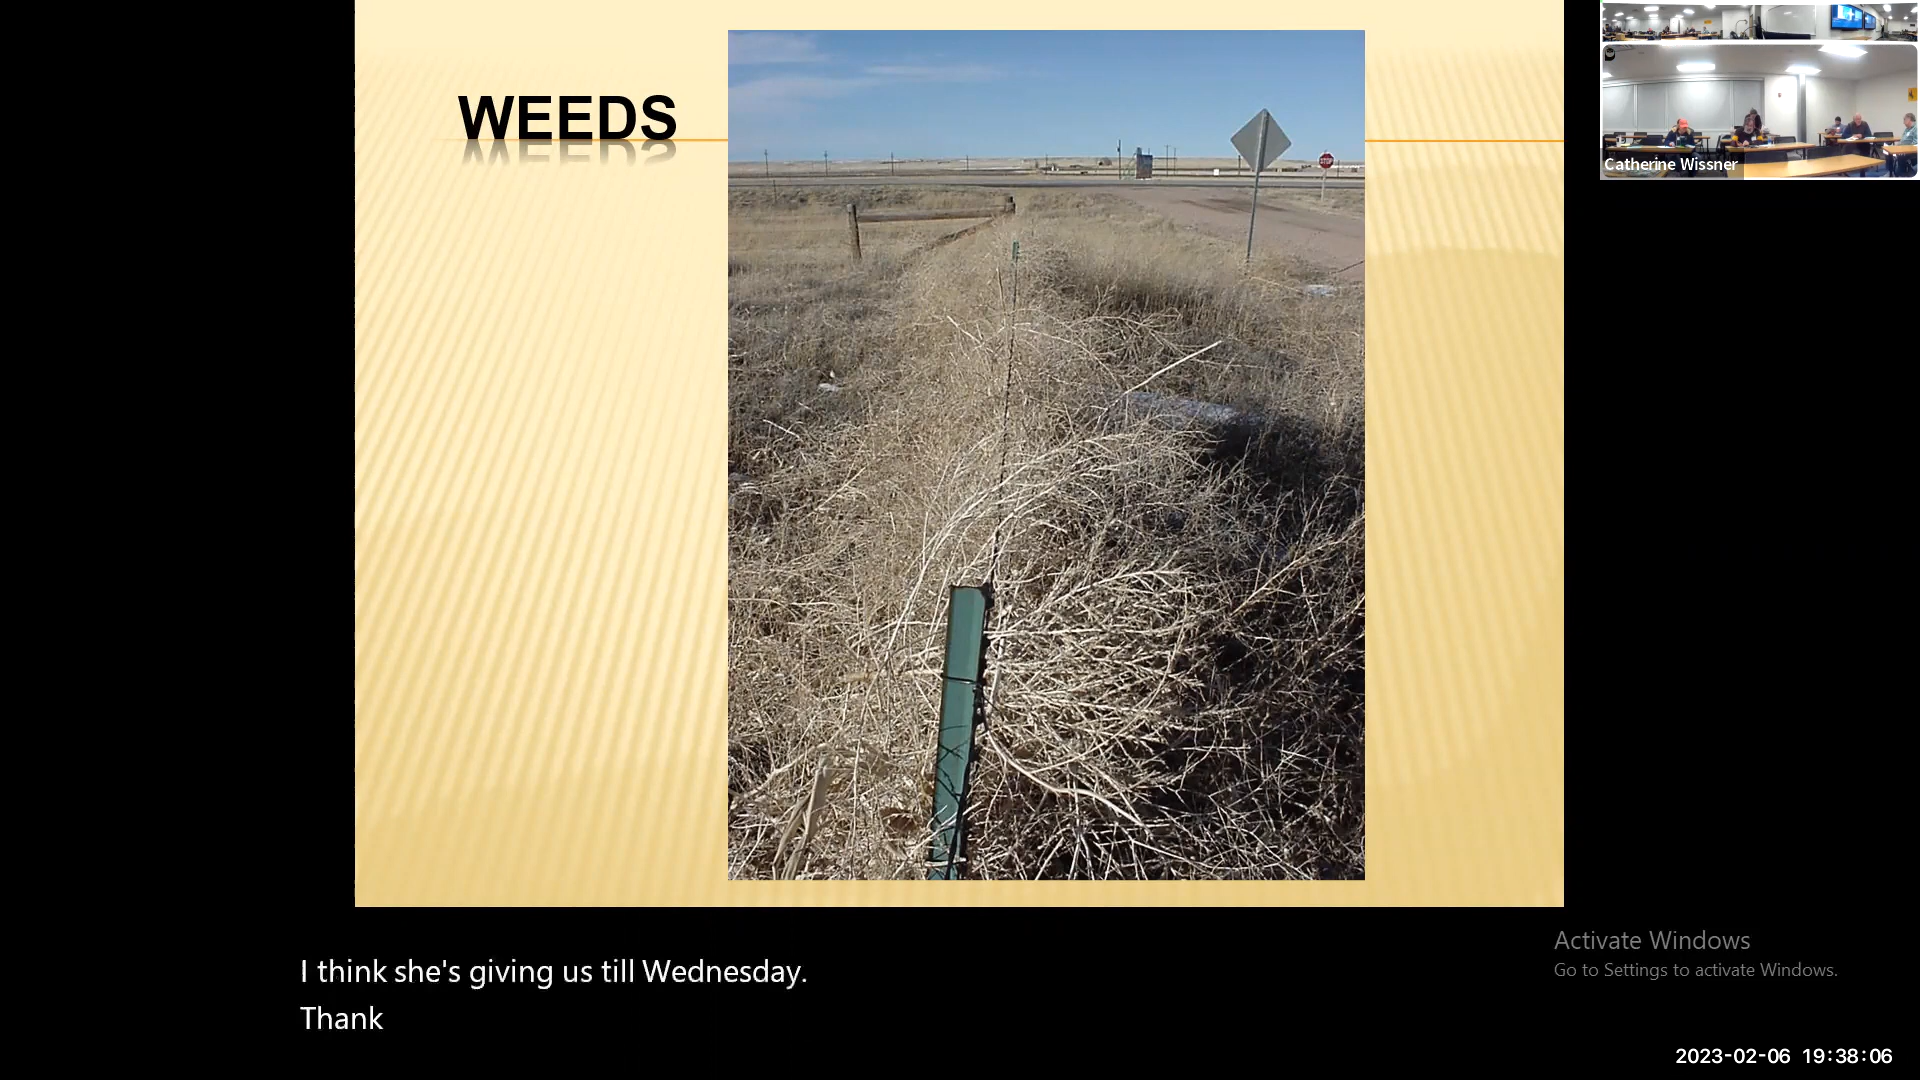 WEEDS
STOP
Catherine Wissner
I think she's giving us till Wednesday.
Thank
Activate Windows
Go to Settings to activate Windows.
2023-02-06 19:38:06